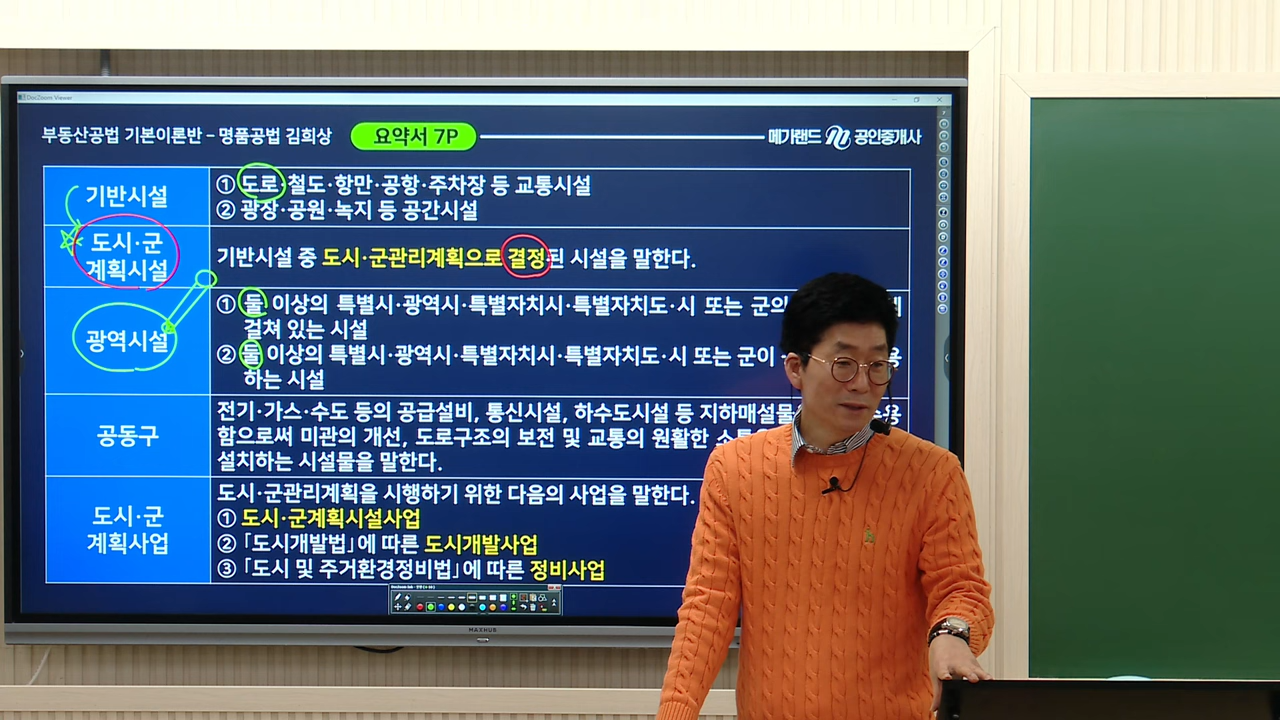 DocZoom Viewer
부동산공법 기본이론반 – 명품공법 김희상
요약서 7P
메가랜드 공인중개사
기반시설
① 도로·철도·항만·공항·주차장 등 교통시설
② 광장·공원·녹지 등 공간시설
도시·군
계획시설
기반시설 중 도시·군관리계획으로 결정된 시설을 말한다.
광역시설
① 둘 이상의 특별시·광역시·특별자치시·특별자치도·시 또는 군의
걸쳐 있는 시설
② 둘 이상의 특별시·광역시·특별자치시·특별자치도·시 또는 군이
하는 시설
공동구
전기·가스·수도 등의 공급설비, 통신시설, 하수도시설 등 지하매설물
함으로써 미관의 개선, 도로구조의 보전 및 교통의 원활한
설치하는 시설물을 말한다.
도시·군
계획사업
도시·군관리계획을 시행하기 위한 다음의 사업을 말한다.
① 도시·군계획시설사업
② 「도시개발법」에 따른 도시개발사업
③ 「도시 및 주거환경정비법」에 따른 정비사업
MAXHUB